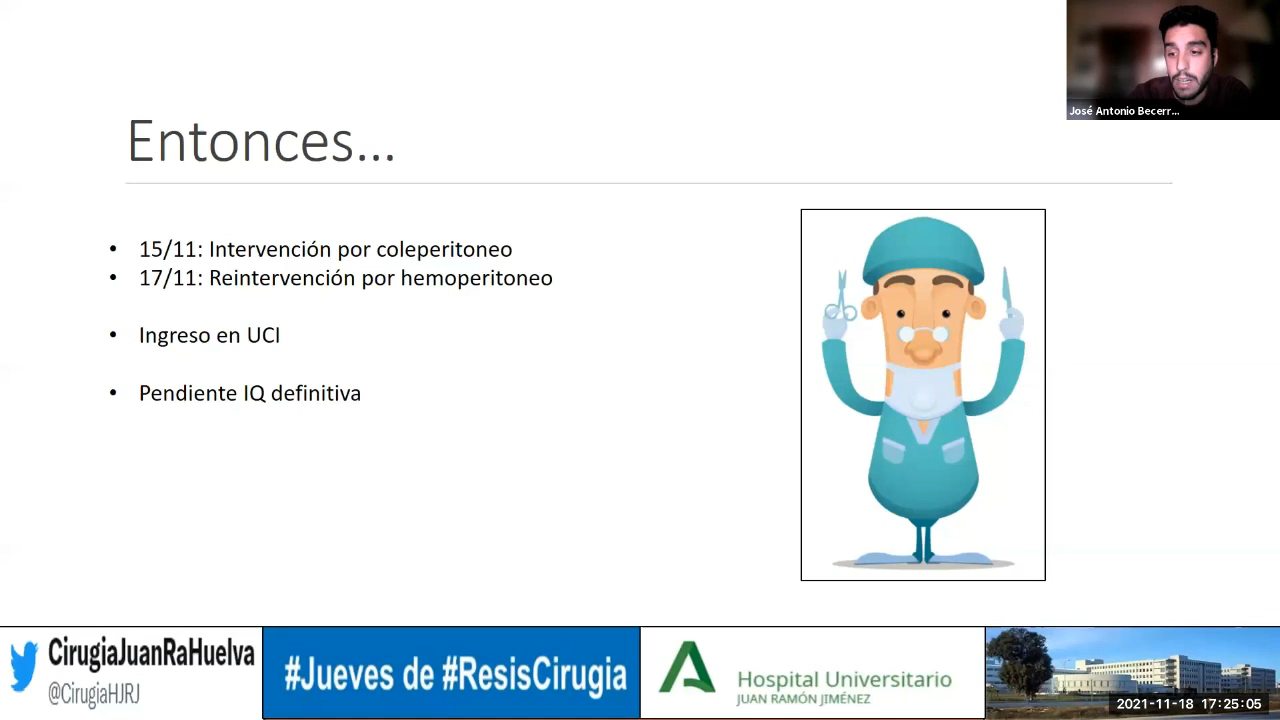 José Antonio Becerr...
Entonces...
• 15/11: Intervención por coleperitoneo
• 17/11: Reintervención por hemoperitoneo
• Ingreso en UCI
• Pendiente IQ definitiva
CirugiaJuanRaHuelva
@CirugiaHJRJ
#Jueves de #ResisCirugia
Hospital Universitario
JUAN RAMÓN JIMÉNEZ
2021-11-18 17:25:05